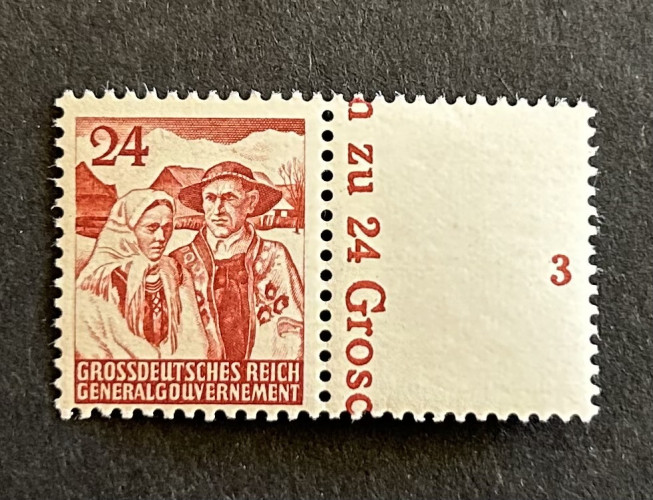 24
GROSSDEUTSCHES REICH
GENERALGOUVERNEMENT
zu 24 Grosc
3